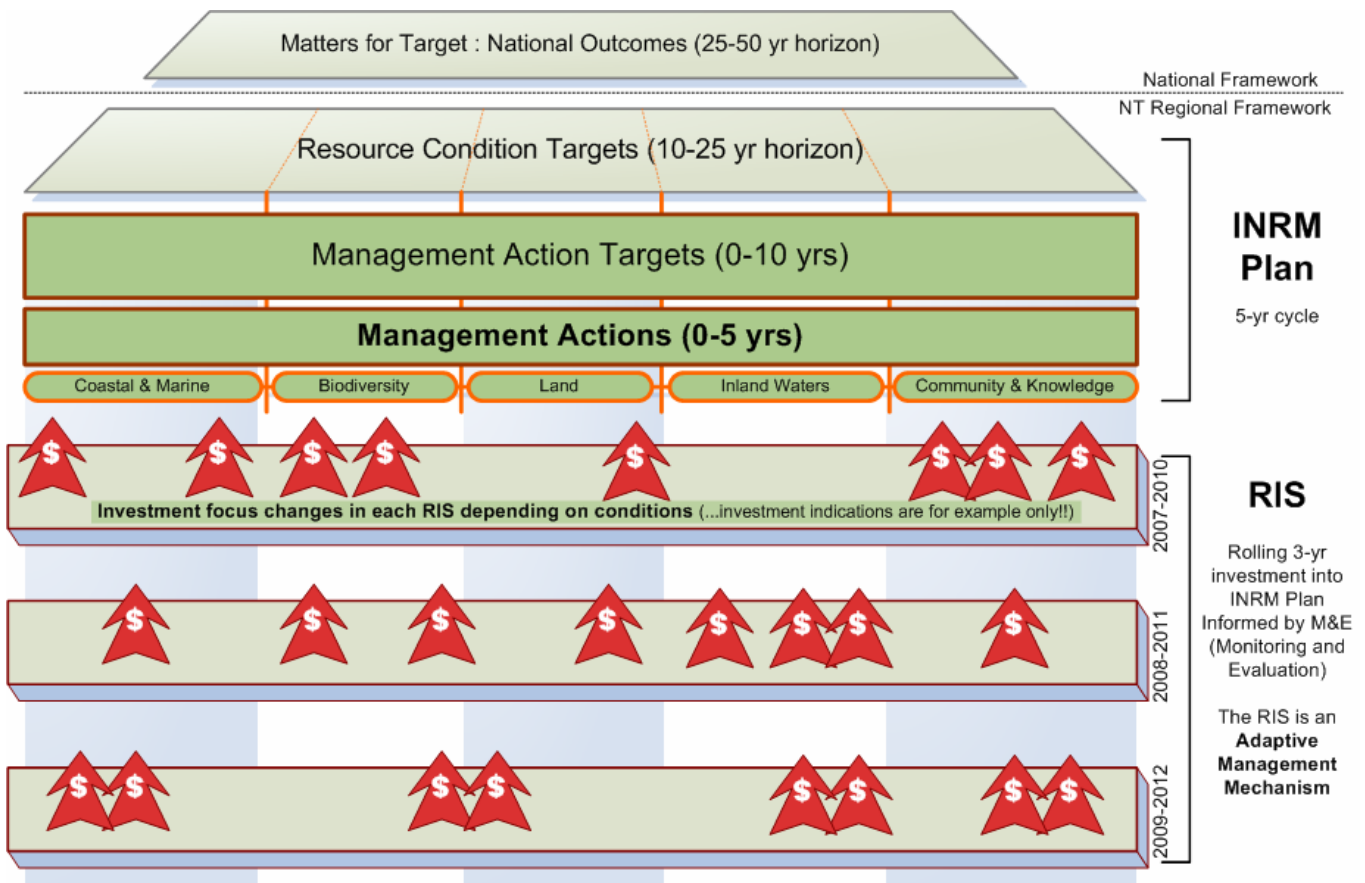 Matters for Target : National Outcomes (25-50 yr horizon)
National Framework
NT Regional Framework
Resource Condition Targets (10-25 yr horizon)
Management Action Targets (0-10 yrs)
Management Actions (0-5 yrs)
INRM
Plan
5-yr cycle
Coastal & Marine
Biodiversity
Land
Inland Waters
Community & Knowledge
$ $ $ $ $ $ $ $
Investment focus changes in each RIS depending on conditions (...investment indications are for example only!!)
2007-2010
$ $ $ $ $ $ $ $
2008-2011
$ $ $ $ $ $ $ $
2009-2012
RIS
Rolling 3-yr
investment into
INRM Plan
Informed by M&E
(Monitoring and
Evaluation)
The RIS is an
Adaptive
Management
Mechanism